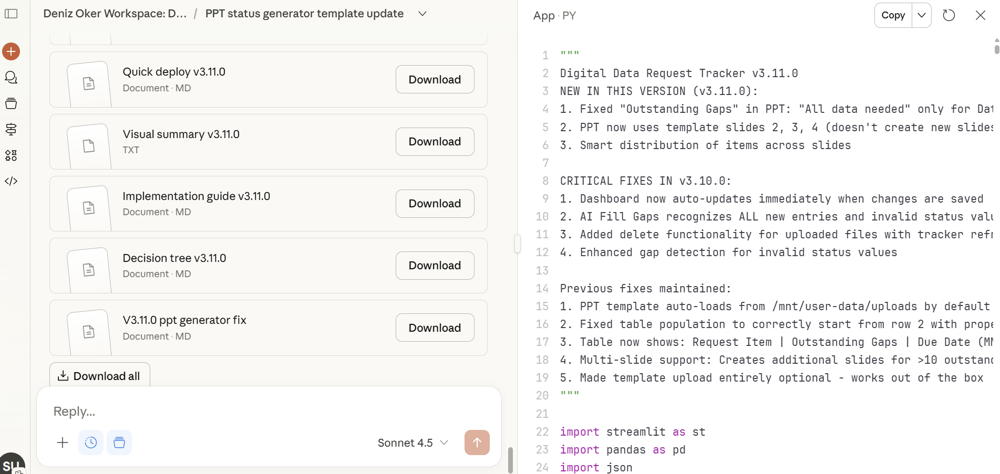 Deniz Oker Workspace: D... / PPT status generator template update
Quick deploy v3.11.0
Document · MD
Download
Visual summary v3.11.0
TXT
Download
Implementation guide v3.11.0
Document · MD
Download
Decision tree v3.11.0
Document · MD
Download
V3.11.0 ppt generator fix
Document · MD
Download
Download all
Reply...
Sonnet 4.5
SU
App · PY
Copy
1 """
2 Digital Data Request Tracker v3.11.0
3 NEW IN THIS VERSION (v3.11.0):
4 1. Fixed "Outstanding Gaps" in PPT: "All data needed" only for Dat
5 2. PPT now uses template slides 2, 3, 4 (doesn't create new slides
6 3. Smart distribution of items across slides
7
8 CRITICAL FIXES IN v3.10.0:
9 1. Dashboard now auto-updates immediately when changes are saved
10 2. AI Fill Gaps recognizes ALL new entries and invalid status valu
11 3. Added delete functionality for uploaded files with tracker refr
12 4. Enhanced gap detection for invalid status values
13
14 Previous fixes maintained:
15 1. PPT template auto-loads from /mnt/user-data/uploads by default
16 2. Fixed table population to correctly start from row 2 with prope
17 3. Table now shows: Request Item | Outstanding Gaps | Due Date (MM
18 4. Multi-slide support: Creates additional slides for >10 outstand
19 5. Made template upload entirely optional - works out of the box
20 """
21
22 import streamlit as st
23 import pandas as pd
24 import json